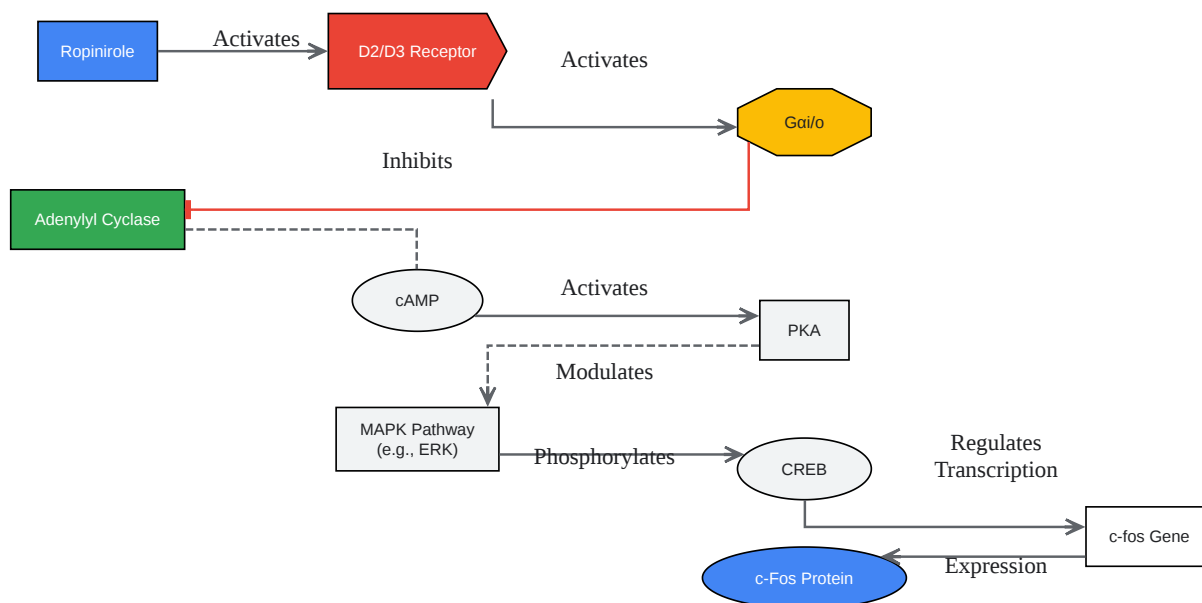 Ropinirole
Activates
D2/D3 Receptor
Activates
Gαi/o
Inhibits
Adenylyl Cyclase
cAMP
Activates
PKA
Modulates
MAPK Pathway
(e.g., ERK)
Phosphorylates
CREB
Regulates
Transcription
c-fos Gene
Expression
c-Fos Protein